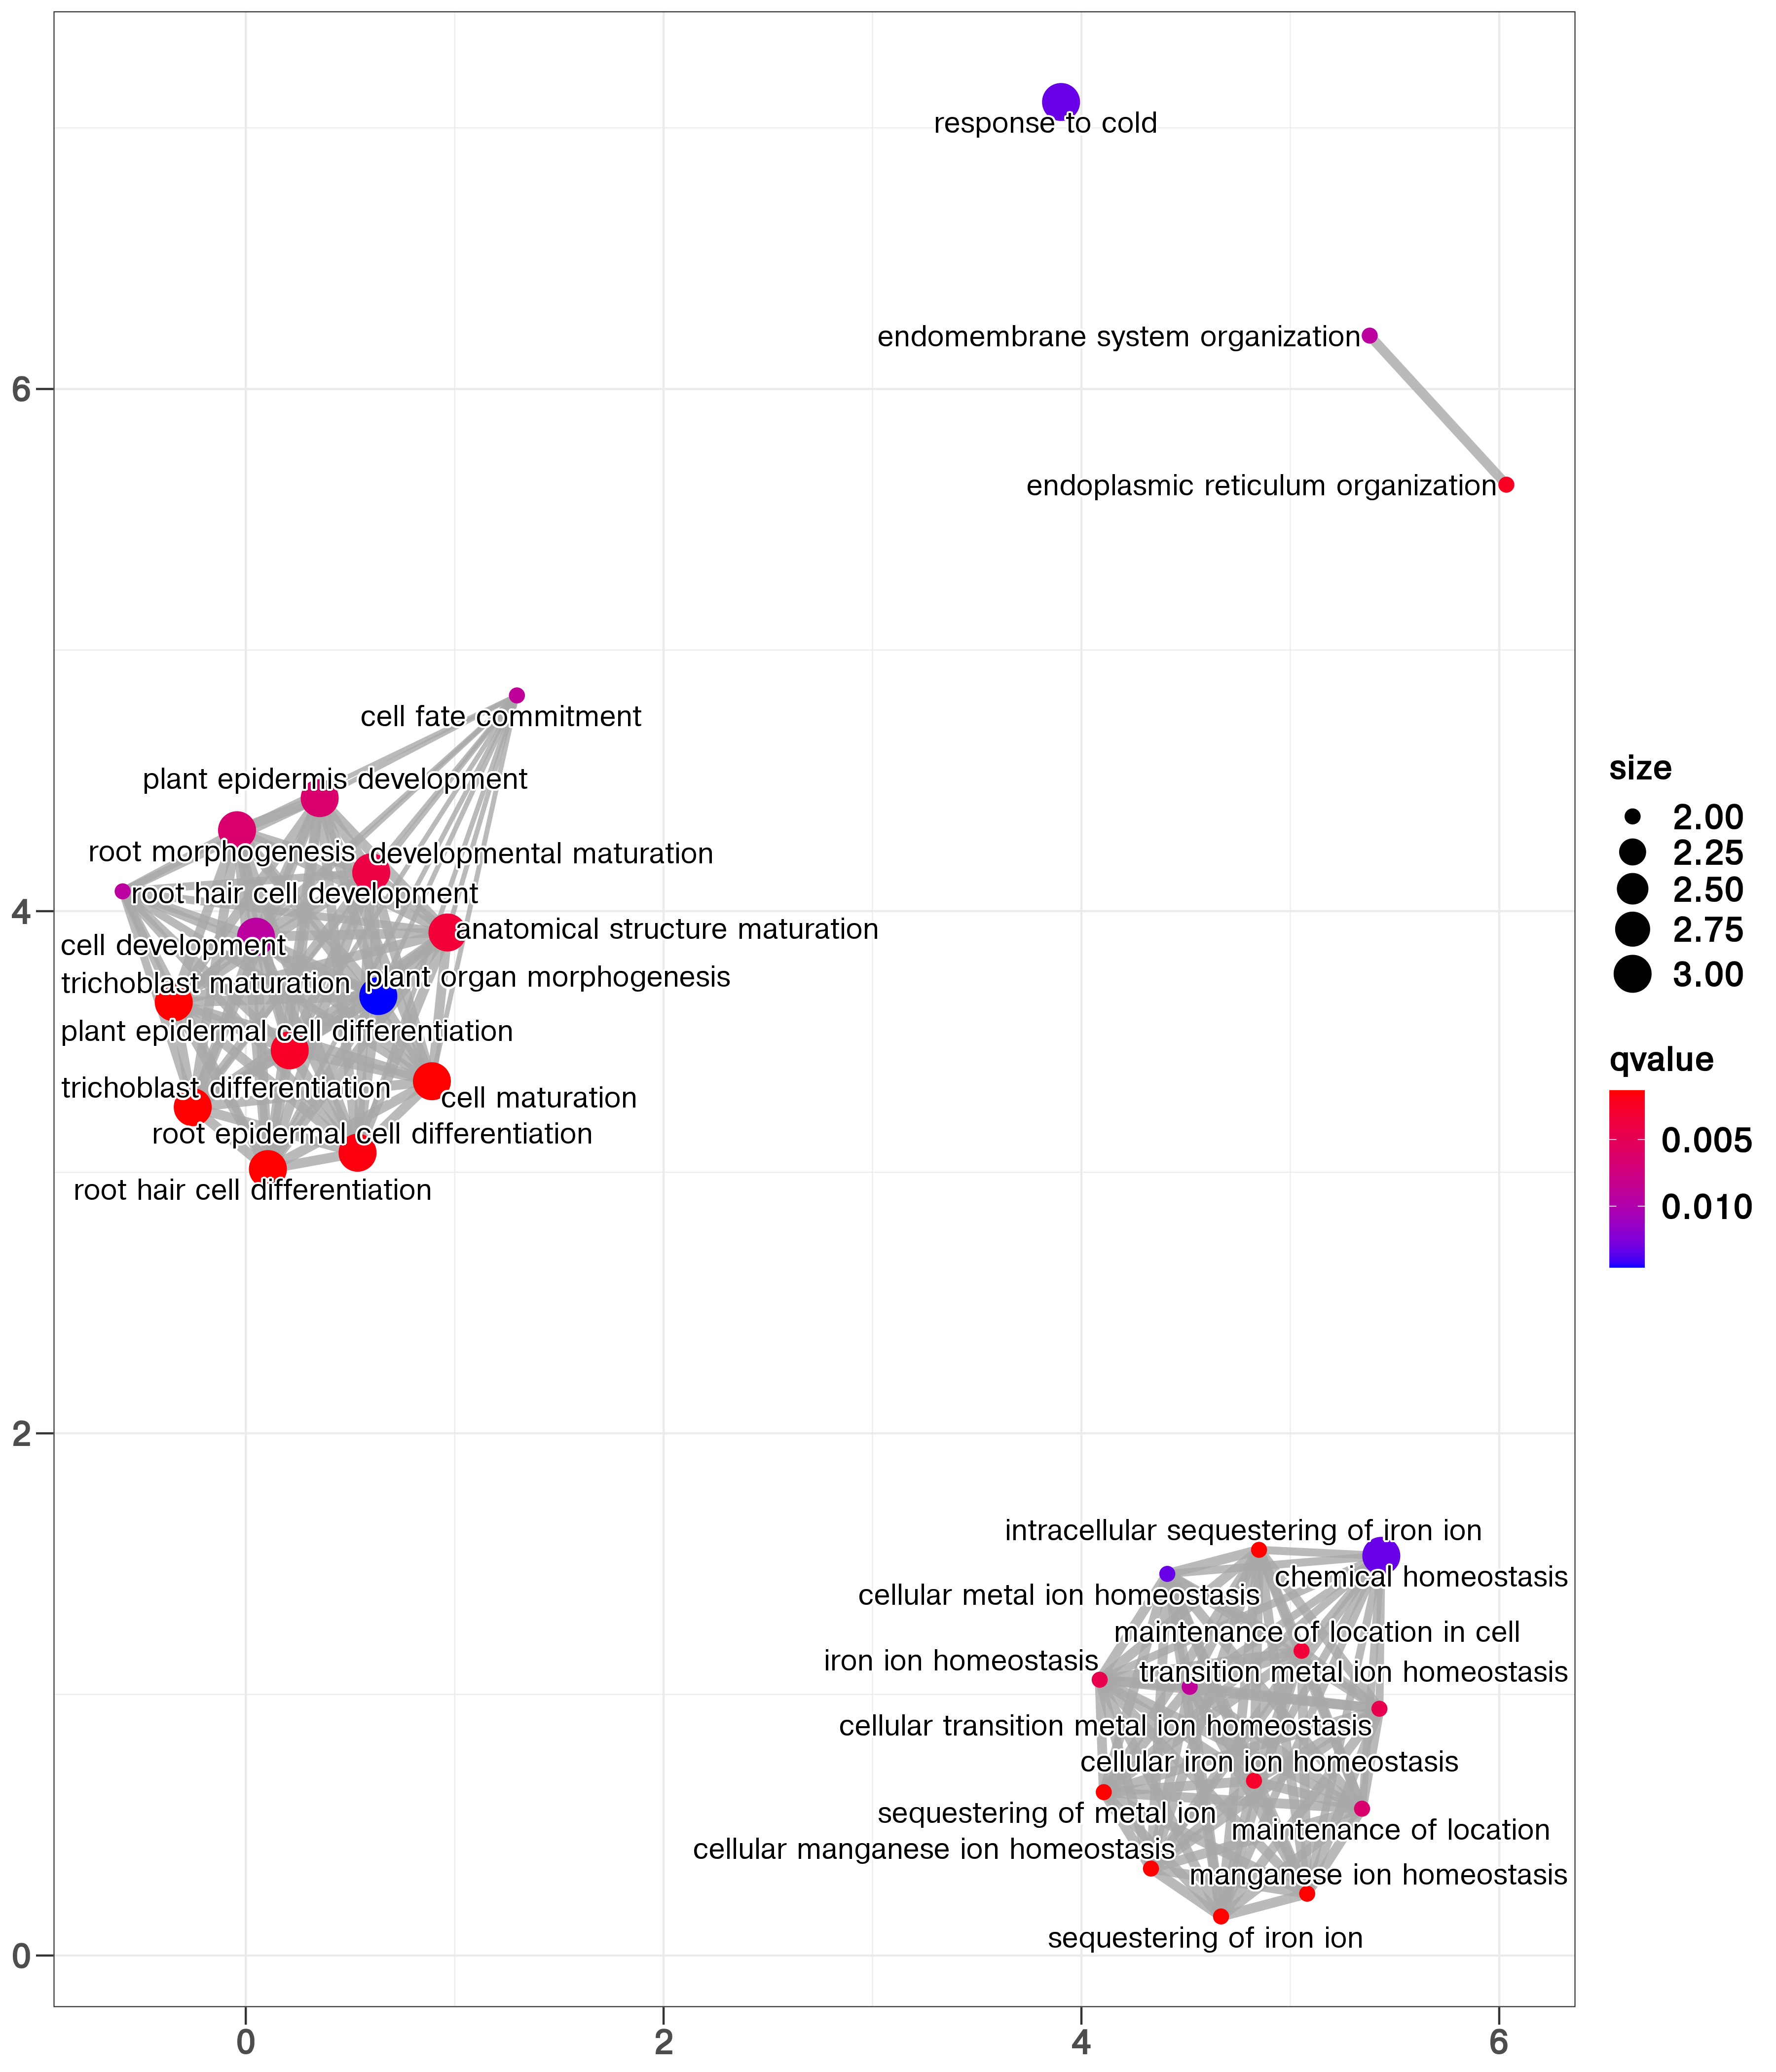 response to cold
endomembrane system organization
6
endoplasmic reticulum organization
cell fate commitment
plant epidermis development
root morphogenesis
developmental maturation
root hair cell development
4
anatomical structure maturation
cell development
plant organ morphogenesis
trichoblast maturation
plant epidermal cell differentiation
trichoblast differentiation
cell maturation
root epidermal cell differentiation
root hair cell differentiation
2
intracellular sequestering of iron ion
chemical homeostasis
cellular metal ion homeostasis
maintenance of location in cell
iron ion homeostasis
transition metal ion homeostasis
cellular transition metal ion homeostasis
cellular iron ion homeostasis
sequestering of metal ion
maintenance of location
cellular manganese ion homeostasis
manganese ion homeostasis
sequestering of iron ion
0
0 2 4 6
size
2.00
2.25
2.50
2.75
3.00
qvalue
0.005
0.010